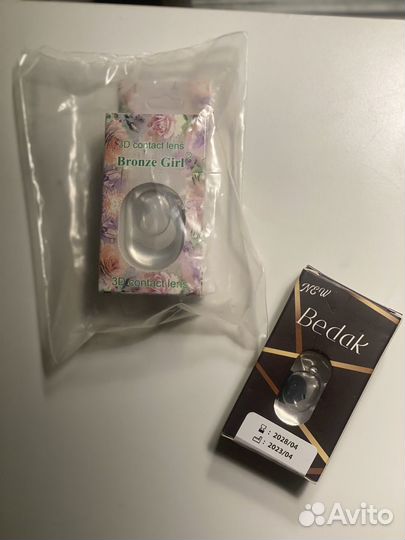 3D contact lens
Bronze Girl®
3D contact lens
NEW
Bedak
: 2028/04
: 2023/04
Avito